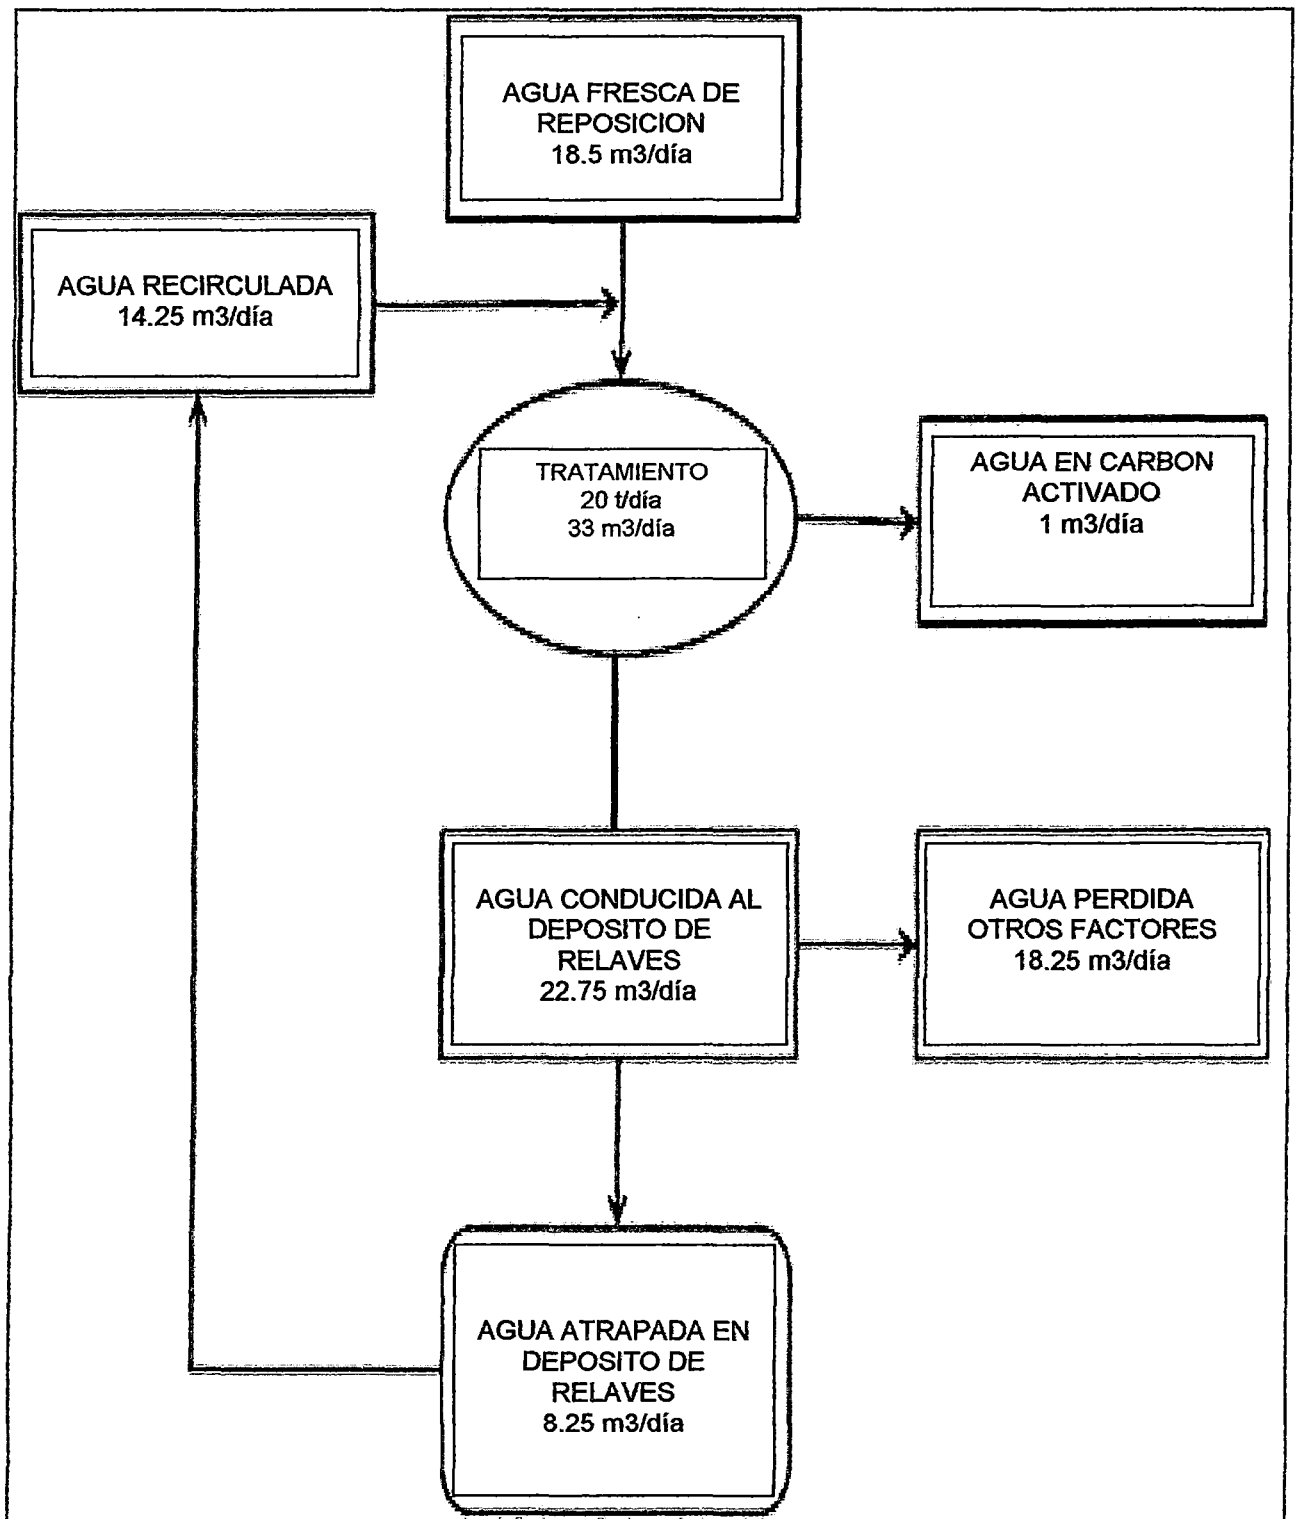 AGUA FRESCA DE
REPOSICION
18.5 m3/día
AGUA RECIRCULADA
14.25 m3/día
TRATAMIENTO
20 t/día
33 m3/día
AGUA EN CARBON
ACTIVADO
1 m3/día
AGUA CONDUCIDA AL
DEPOSITO DE
RELAVES
22.75 m3/día
AGUA PERDIDA
OTROS FACTORES
18.25 m3/día
AGUA ATRAPADA EN
DEPOSITO DE
RELAVES
8.25 m3/día